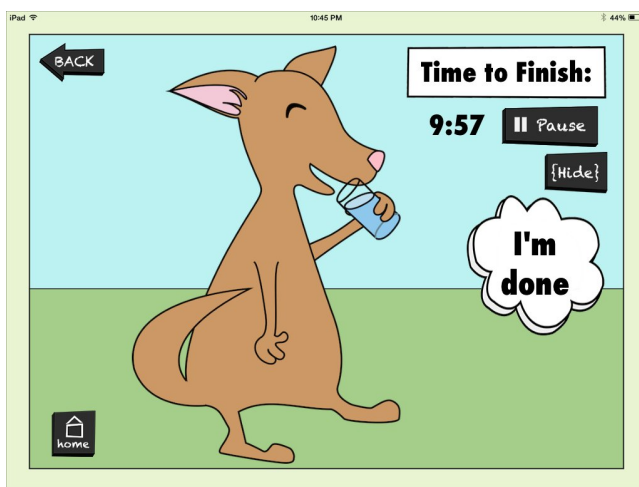 iPad
10:45 PM
44%
BACK
Time to Finish:
9:57
Pause
{Hide}
I'm
done
home